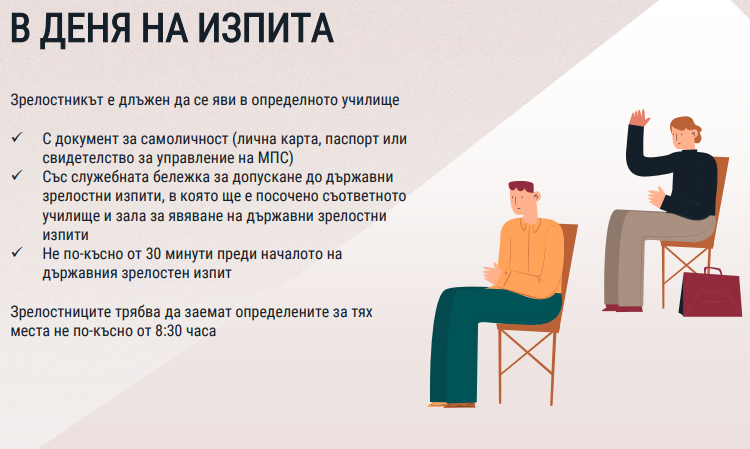 В ДЕНЯ НА ИЗПИТА
Зрелостникът е длъжен да се яви в определното училище
✓ С документ за самоличност (лична карта, паспорт или
свидетелство за управление на МПС)
✓ Със служебната бележка за допускане до държавни
зрелостни изпити, в която ще е посочено съответното
училище и зала за явяване на държавни зрелостни
изпити
✓ Не по-късно от 30 минути преди началото на
държавния зрелостен изпит
Зрелостниците трябва да заемат определените за тях
места не по-късно от 8:30 часа